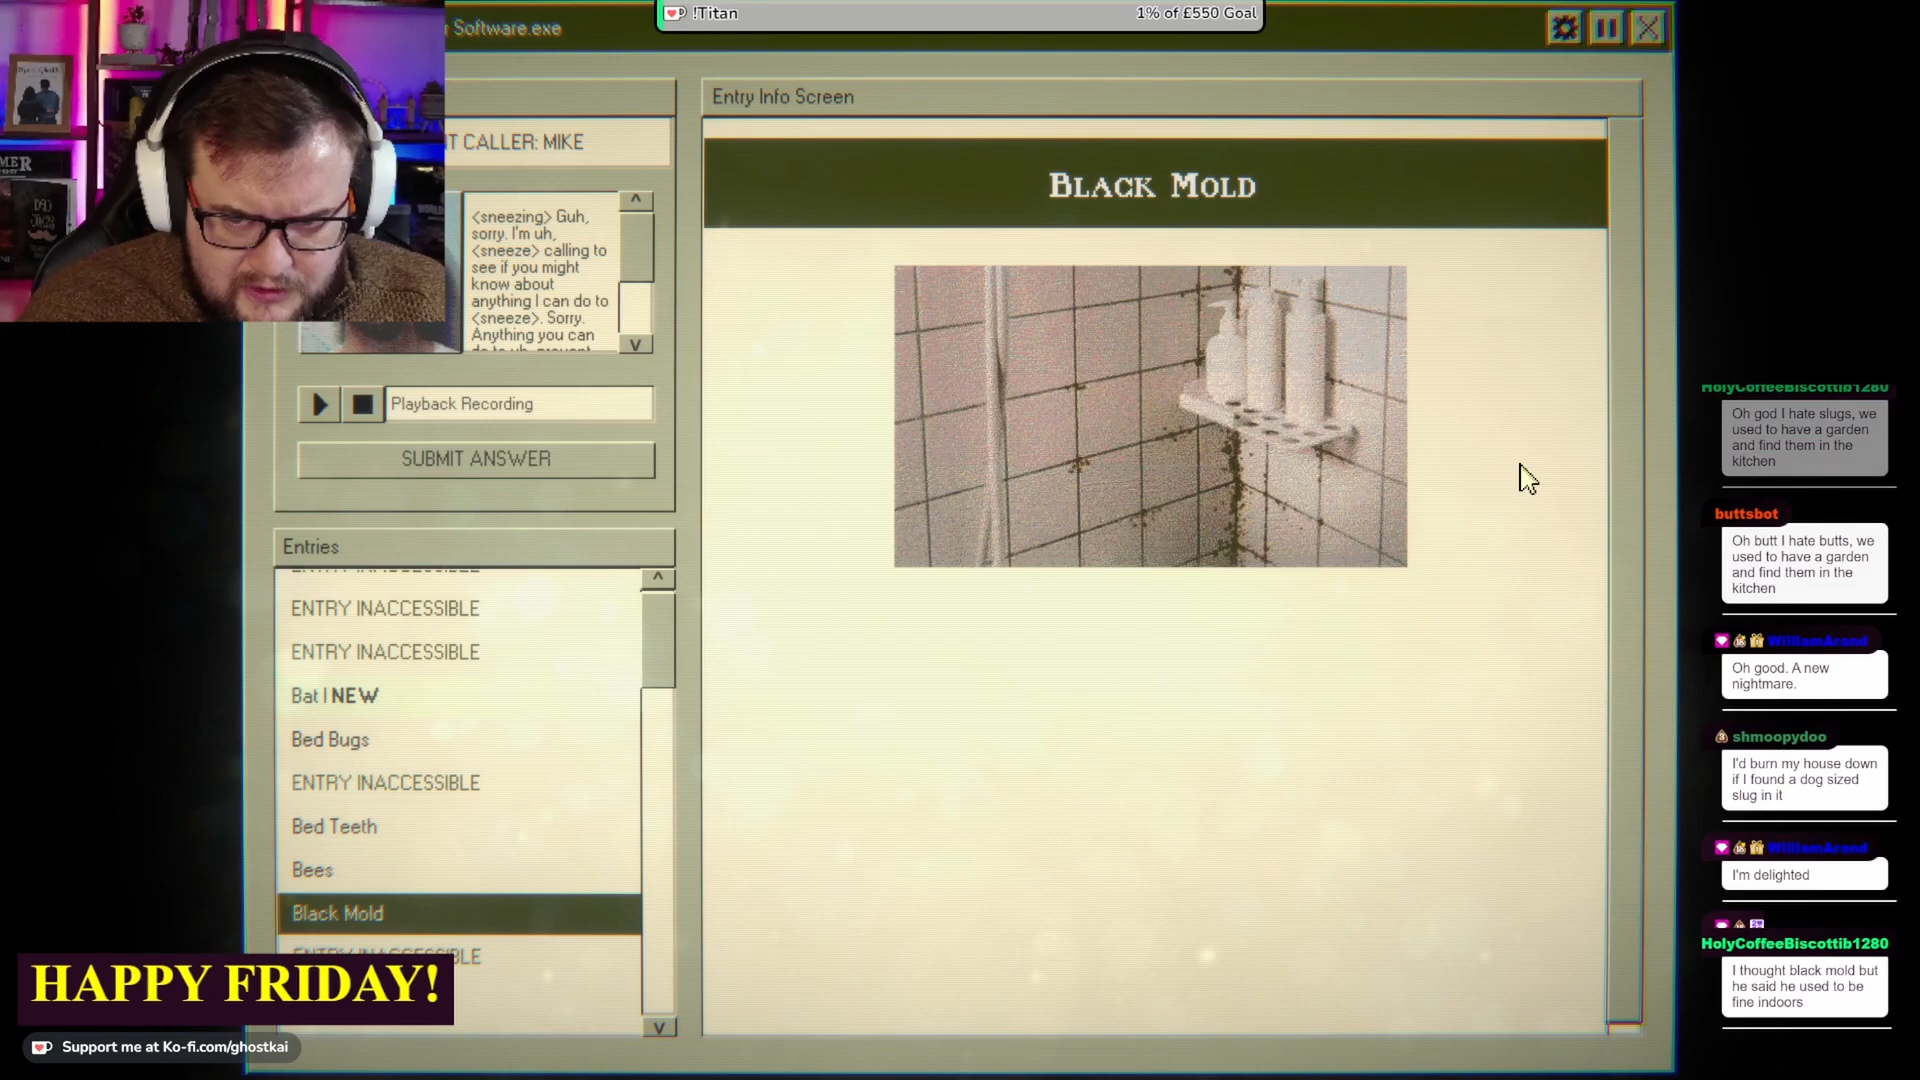 !Titan
1% of £550 Goal
Software.exe
Entry Info Screen
CALLER: MIKE
BLACK MOLD
<sneezing> Guh,
sorry. I'm uh,
<sneeze> calling to
see if you might
know about
anything I can do to
<sneeze>. Sorry.
Anything you can
Playback Recording
SUBMIT ANSWER
Entries
ENTRY INACCESSIBLE
ENTRY INACCESSIBLE
Bat | NEW
Bed Bugs
ENTRY INACCESSIBLE
Bed Teeth
Bees
Black Mold
ENTRY INACCESSIBLE
HAPPY FRIDAY!
Support me at Ko-fi.com/ghostkai
HolyCoffeeBiscottib1280
Oh god I hate slugs, we
used to have a garden
and find them in the
kitchen
buttsbot
Oh butt I hate butts, we
used to have a garden
and find them in the
kitchen
WilliamArand
Oh good. A new
nightmare.
shmoopydoo
I'd burn my house down
if I found a dog sized
slug in it
WilliamArand
I'm delighted
HolyCoffeeBiscottib1280
I thought black mold but
he said he used to be
fine indoors